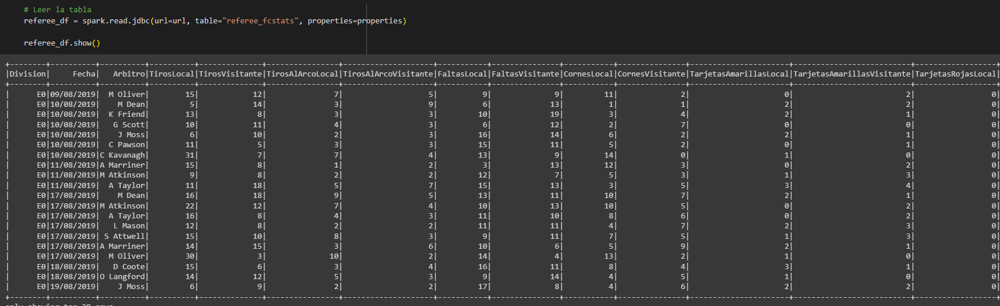 # Leer la tabla
referee_df = spark.read.jdbc(url=url, table="referee_fcstats", properties=properties)
referee_df.show()
+--------+----------+----------+----------+--------------+----------------+--------------------+-----------+---------------+-----------+---------------+----------------------+--------------------------+------------------+
|Division|     Fecha|   Arbitro|TirosLocal|TirosVisitante|TirosAlArcoLocal|TirosAlArcoVisitante|FaltasLocal|FaltasVisitante|CornesLocal|CornesVisitante|TarjetasAmarillasLocal|TarjetasAmarillasVisitante|TarjetasRojasLocal|
+--------+----------+----------+----------+--------------+----------------+--------------------+-----------+---------------+-----------+---------------+----------------------+--------------------------+------------------+
|      E0|09/08/2019|  M Oliver|        15|            12|               7|                   5|          9|              9|         11|              2|                     0|                         2|                 0|
|      E0|10/08/2019|    M Dean|         5|            14|               3|                   9|          6|             13|          1|              1|                     2|                         2|                 0|
|      E0|10/08/2019|  K Friend|        13|             8|               3|                   3|         10|             19|          3|              4|                     2|                         1|                 0|
|      E0|10/08/2019|   G Scott|        10|            11|               4|                   3|          6|             12|          2|              7|                     0|                         0|                 0|
|      E0|10/08/2019|    J Moss|         6|            10|               2|                   3|         16|             14|          6|              2|                     2|                         1|                 0|
|      E0|10/08/2019|  C Pawson|        11|             5|               3|                   3|         15|             11|          5|              2|                     0|                         1|                 0|
|      E0|10/08/2019|C Kavanagh|        31|             7|               7|                   4|         13|              9|         14|              0|                     1|                         0|                 0|
|      E0|11/08/2019|A Marriner|        15|             8|               1|                   2|          3|             13|         12|              3|                     0|                         2|                 0|
|      E0|11/08/2019|M Atkinson|         9|             8|               2|                   2|         12|              7|          5|              3|                     1|                         3|                 0|
|      E0|11/08/2019|  A Taylor|        11|            18|               5|                   7|         15|             13|          3|              5|                     3|                         4|                 0|
|      E0|17/08/2019|    M Dean|        16|            18|               9|                   5|         13|             11|         10|              7|                     2|                         1|                 0|
|      E0|17/08/2019|M Atkinson|        22|            12|               7|                   4|         10|             13|         10|              5|                     0|                         2|                 0|
|      E0|17/08/2019|  A Taylor|        16|             8|               4|                   3|         11|             10|          8|              6|                     0|                         2|                 0|
|      E0|17/08/2019|   L Mason|        12|             8|               2|                   2|         11|             11|          4|              7|                     2|                         3|                 0|
|      E0|17/08/2019| S Attwell|        15|            10|               8|                   3|          9|             11|          7|              5|                     1|                         3|                 0|
|      E0|17/08/2019|A Marriner|        14|            15|               3|                   6|         10|              6|          5|              9|                     2|                         1|                 0|
|      E0|17/08/2019|  M Oliver|        30|             3|              10|                   2|         14|              4|         13|              2|                     1|                         0|                 0|
|      E0|18/08/2019|   D Coote|        15|             6|               3|                   4|         16|             11|          8|              4|                     3|                         1|                 0|
|      E0|18/08/2019|O Langford|        14|            12|               5|                   3|          9|             14|          4|              5|                     1|                         0|                 0|
|      E0|19/08/2019|    J Moss|         6|             9|               2|                   2|         17|              8|          4|              6|                     2|                         2|                 0|
+--------+----------+----------+----------+--------------+----------------+--------------------+-----------+---------------+-----------+---------------+----------------------+--------------------------+------------------+
only showing top 20 rows